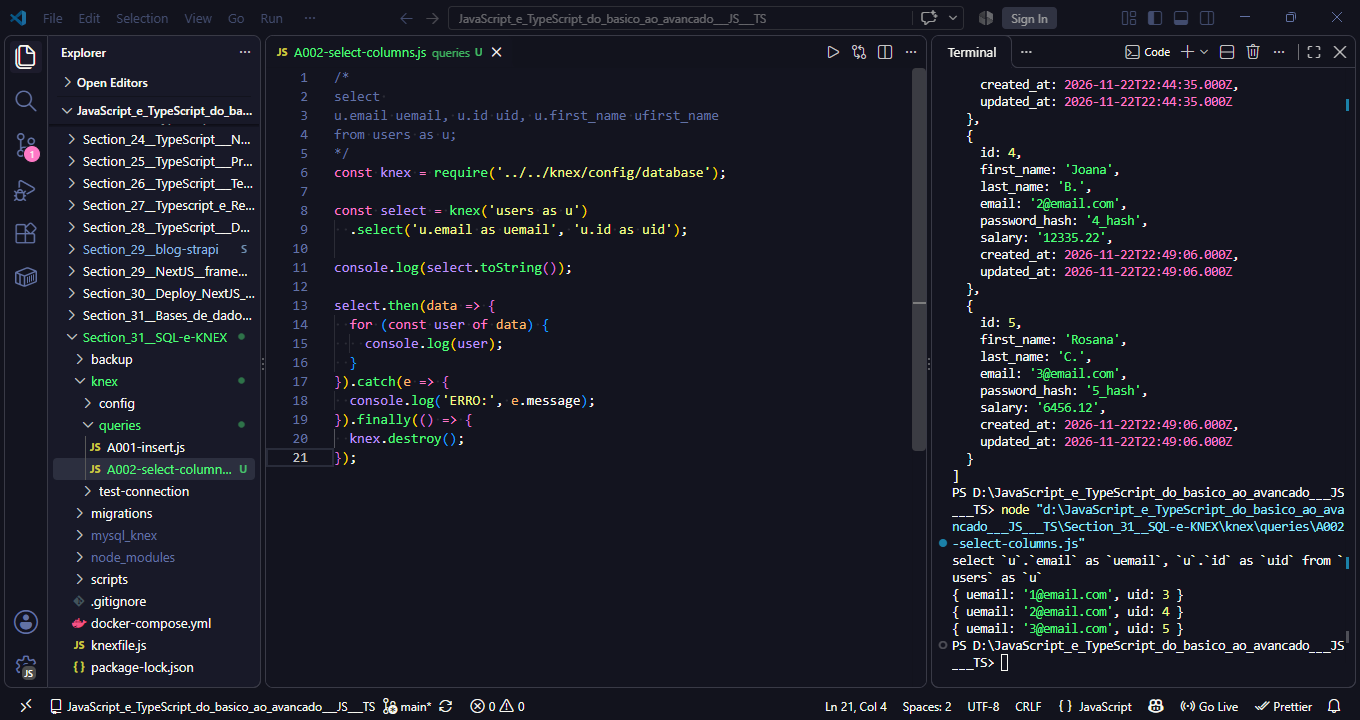 File Edit Selection View Go Run ···
JavaScript_e_TypeScript_do_basico_ao_avancado___JS___TS
Sign In
Explorer ···
Open Editors
JavaScript_e_TypeScript_do_ba...
Section_24__TypeScript___N...
Section_25__TypeScript___Pr...
Section_26__TypeScript___Te...
Section_27__Typescript_e_Re...
Section_28__TypeScript___D...
Section_29__blog-strapi S
Section_29__NextJS__frame...
Section_30__Deploy_NextJS_...
Section_31__Bases_de_dado...
Section_31__SQL-e-KNEX
backup
knex
config
queries
JS A001-insert.js
JS A002-select-column... U
test-connection
migrations
mysql_knex
node_modules
scripts
.gitignore
docker-compose.yml
JS knexfile.js
{} package-lock.json
1
JS
JS A002-select-columns.js queries U
1 /*
2 select
3 u.email uemail, u.id uid, u.first_name ufirst_name
4 from users as u;
5 */
6 const knex = require('../../knex/config/database');
7
8 const select = knex('users as u')
9 .select('u.email as uemail', 'u.id as uid');
10
11 console.log(select.toString());
12
13 select.then(data => {
14 for (const user of data) {
15 console.log(user);
16 }
17 }).catch(e => {
18 console.log('ERRO:', e.message);
19 }).finally(() => {
20 knex.destroy();
21 });
Terminal ··· Code
created_at: 2026-11-22T22:44:35.000Z,
updated_at: 2026-11-22T22:44:35.000Z
},
{
id: 4,
first_name: 'Joana',
last_name: 'B.',
email: '2@email.com',
password_hash: '4_hash',
salary: '12335.22',
created_at: 2026-11-22T22:49:06.000Z,
updated_at: 2026-11-22T22:49:06.000Z
},
{
id: 5,
first_name: 'Rosana',
last_name: 'C.',
email: '3@email.com',
password_hash: '5_hash',
salary: '6456.12',
created_at: 2026-11-22T22:49:06.000Z,
updated_at: 2026-11-22T22:49:06.000Z
}
]
PS D:\JavaScript_e_TypeScript_do_basico_ao_avancado___JS
___TS> node "d:\JavaScript_e_TypeScript_do_basico_ao_ava
ncado___JS___TS\Section_31__SQL-e-KNEX\knex\queries\A002
-select-columns.js"
select `u`.`email` as `uemail`, `u`.`id` as `uid` from `
users` as `u`
{ uemail: '1@email.com', uid: 3 }
{ uemail: '2@email.com', uid: 4 }
{ uemail: '3@email.com', uid: 5 }
PS D:\JavaScript_e_TypeScript_do_basico_ao_avancado___JS
___TS>
JavaScript_e_TypeScript_do_basico_ao_avancado___JS___TS main* 0 0 Ln 21, Col 4 Spaces: 2 UTF-8 CRLF {} JavaScript Go Live Prettier